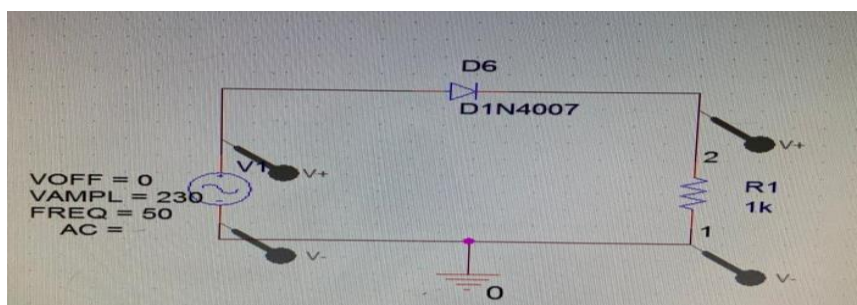 D6
D1N4007
V+
2
V1
V+
VOFF = 0
VAMPL = 230
FREQ = 50
AC =
R1
1k
1
V-
V-
0